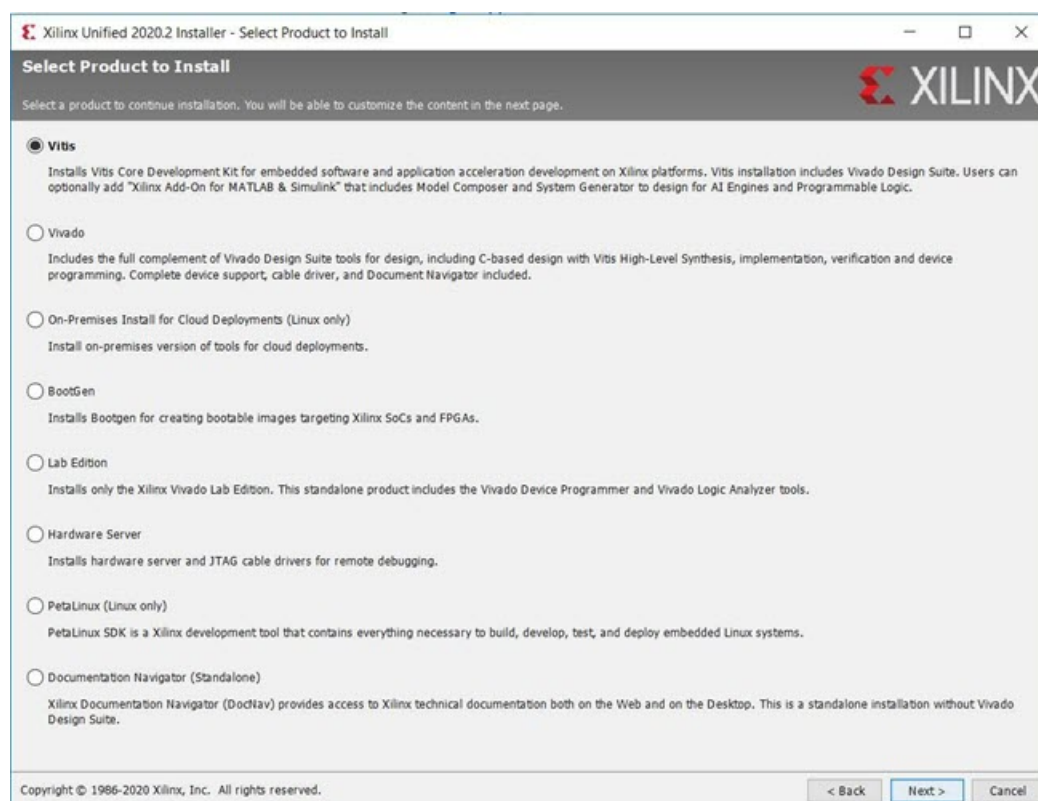 Xilinx Unified 2020.2 Installer - Select Product to Install
Select Product to Install
XILINX
Select a product to continue installation. You will be able to customize the content in the next page.
Vitis
Installs Vitis Core Development Kit for embedded software and application acceleration development on Xilinx platforms. Vitis installation includes Vivado Design Suite. Users can
optionally add "Xilinx Add-On for MATLAB & Simulink" that includes Model Composer and System Generator to design for AI Engines and Programmable Logic.
Vivado
Includes the full complement of Vivado Design Suite tools for design, including C-based design with Vitis High-Level Synthesis, implementation, verification and device
programming. Complete device support, cable driver, and Document Navigator included.
On-Premises Install for Cloud Deployments (Linux only)
Install on-premises version of tools for cloud deployments.
BootGen
Installs Bootgen for creating bootable images targeting Xilinx SoCs and FPGAs.
Lab Edition
Installs only the Xilinx Vivado Lab Edition. This standalone product includes the Vivado Device Programmer and Vivado Logic Analyzer tools.
Hardware Server
Installs hardware server and JTAG cable drivers for remote debugging.
PetaLinux (Linux only)
PetaLinux SDK is a Xilinx development tool that contains everything necessary to build, develop, test, and deploy embedded Linux systems.
Documentation Navigator (Standalone)
Xilinx Documentation Navigator (DocNav) provides access to Xilinx technical documentation both on the Web and on the Desktop. This is a standalone installation without Vivado
Design Suite.
Copyright © 1986-2020 Xilinx, Inc. All rights reserved.
< Back Next > Cancel